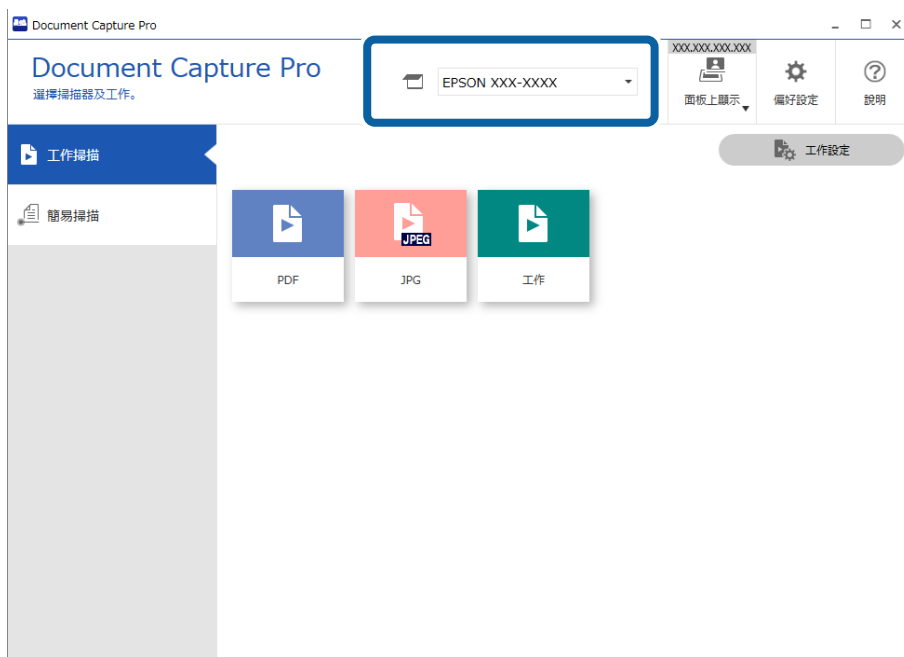 Document Capture Pro
Document Capture Pro
選擇掃描器及工作。
EPSON XXX-XXXX
XXX.XXX.XXX.XXX
面板上顯示
偏好設定
說明
工作掃描
工作設定
簡易掃描
JPEG
PDF
JPG
工作